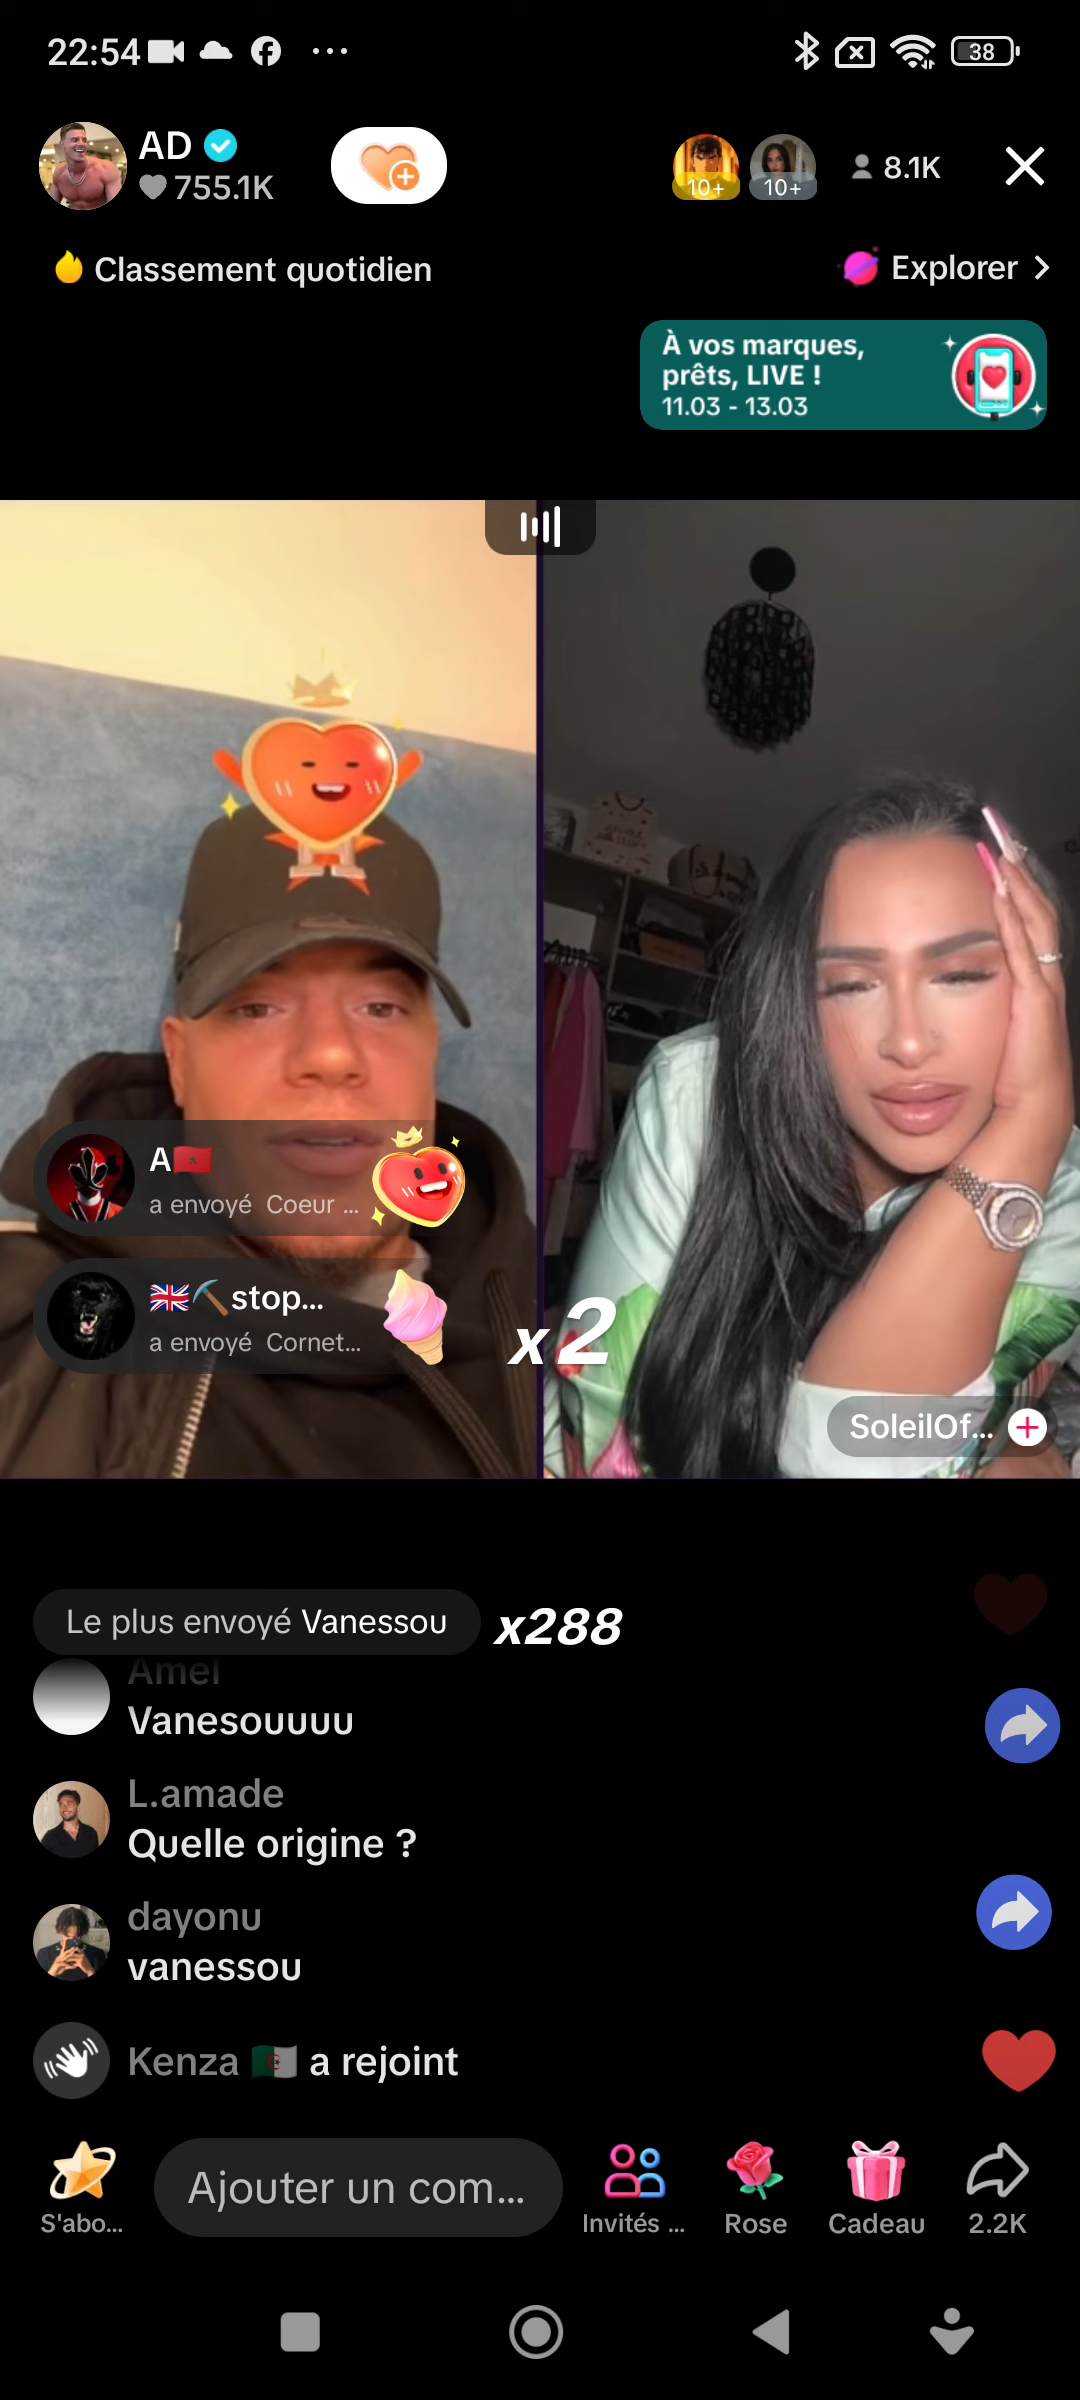 22:54
38
AD
755.1K
10+
10+
8.1K
Classement quotidien
Explorer
À vos marques,
prêts, LIVE !
11.03 - 13.03
A
a envoyé Coeur ...
stop...
a envoyé Cornet...
x2
SoleilOf...
Le plus envoyé Vanessou x288
Amel
Vanesouuuu
L.amade
Quelle origine ?
dayonu
vanessou
Kenza 🇩🇿 a rejoint
S'abo...
Ajouter un com...
Invités ...
Rose
Cadeau
2.2K